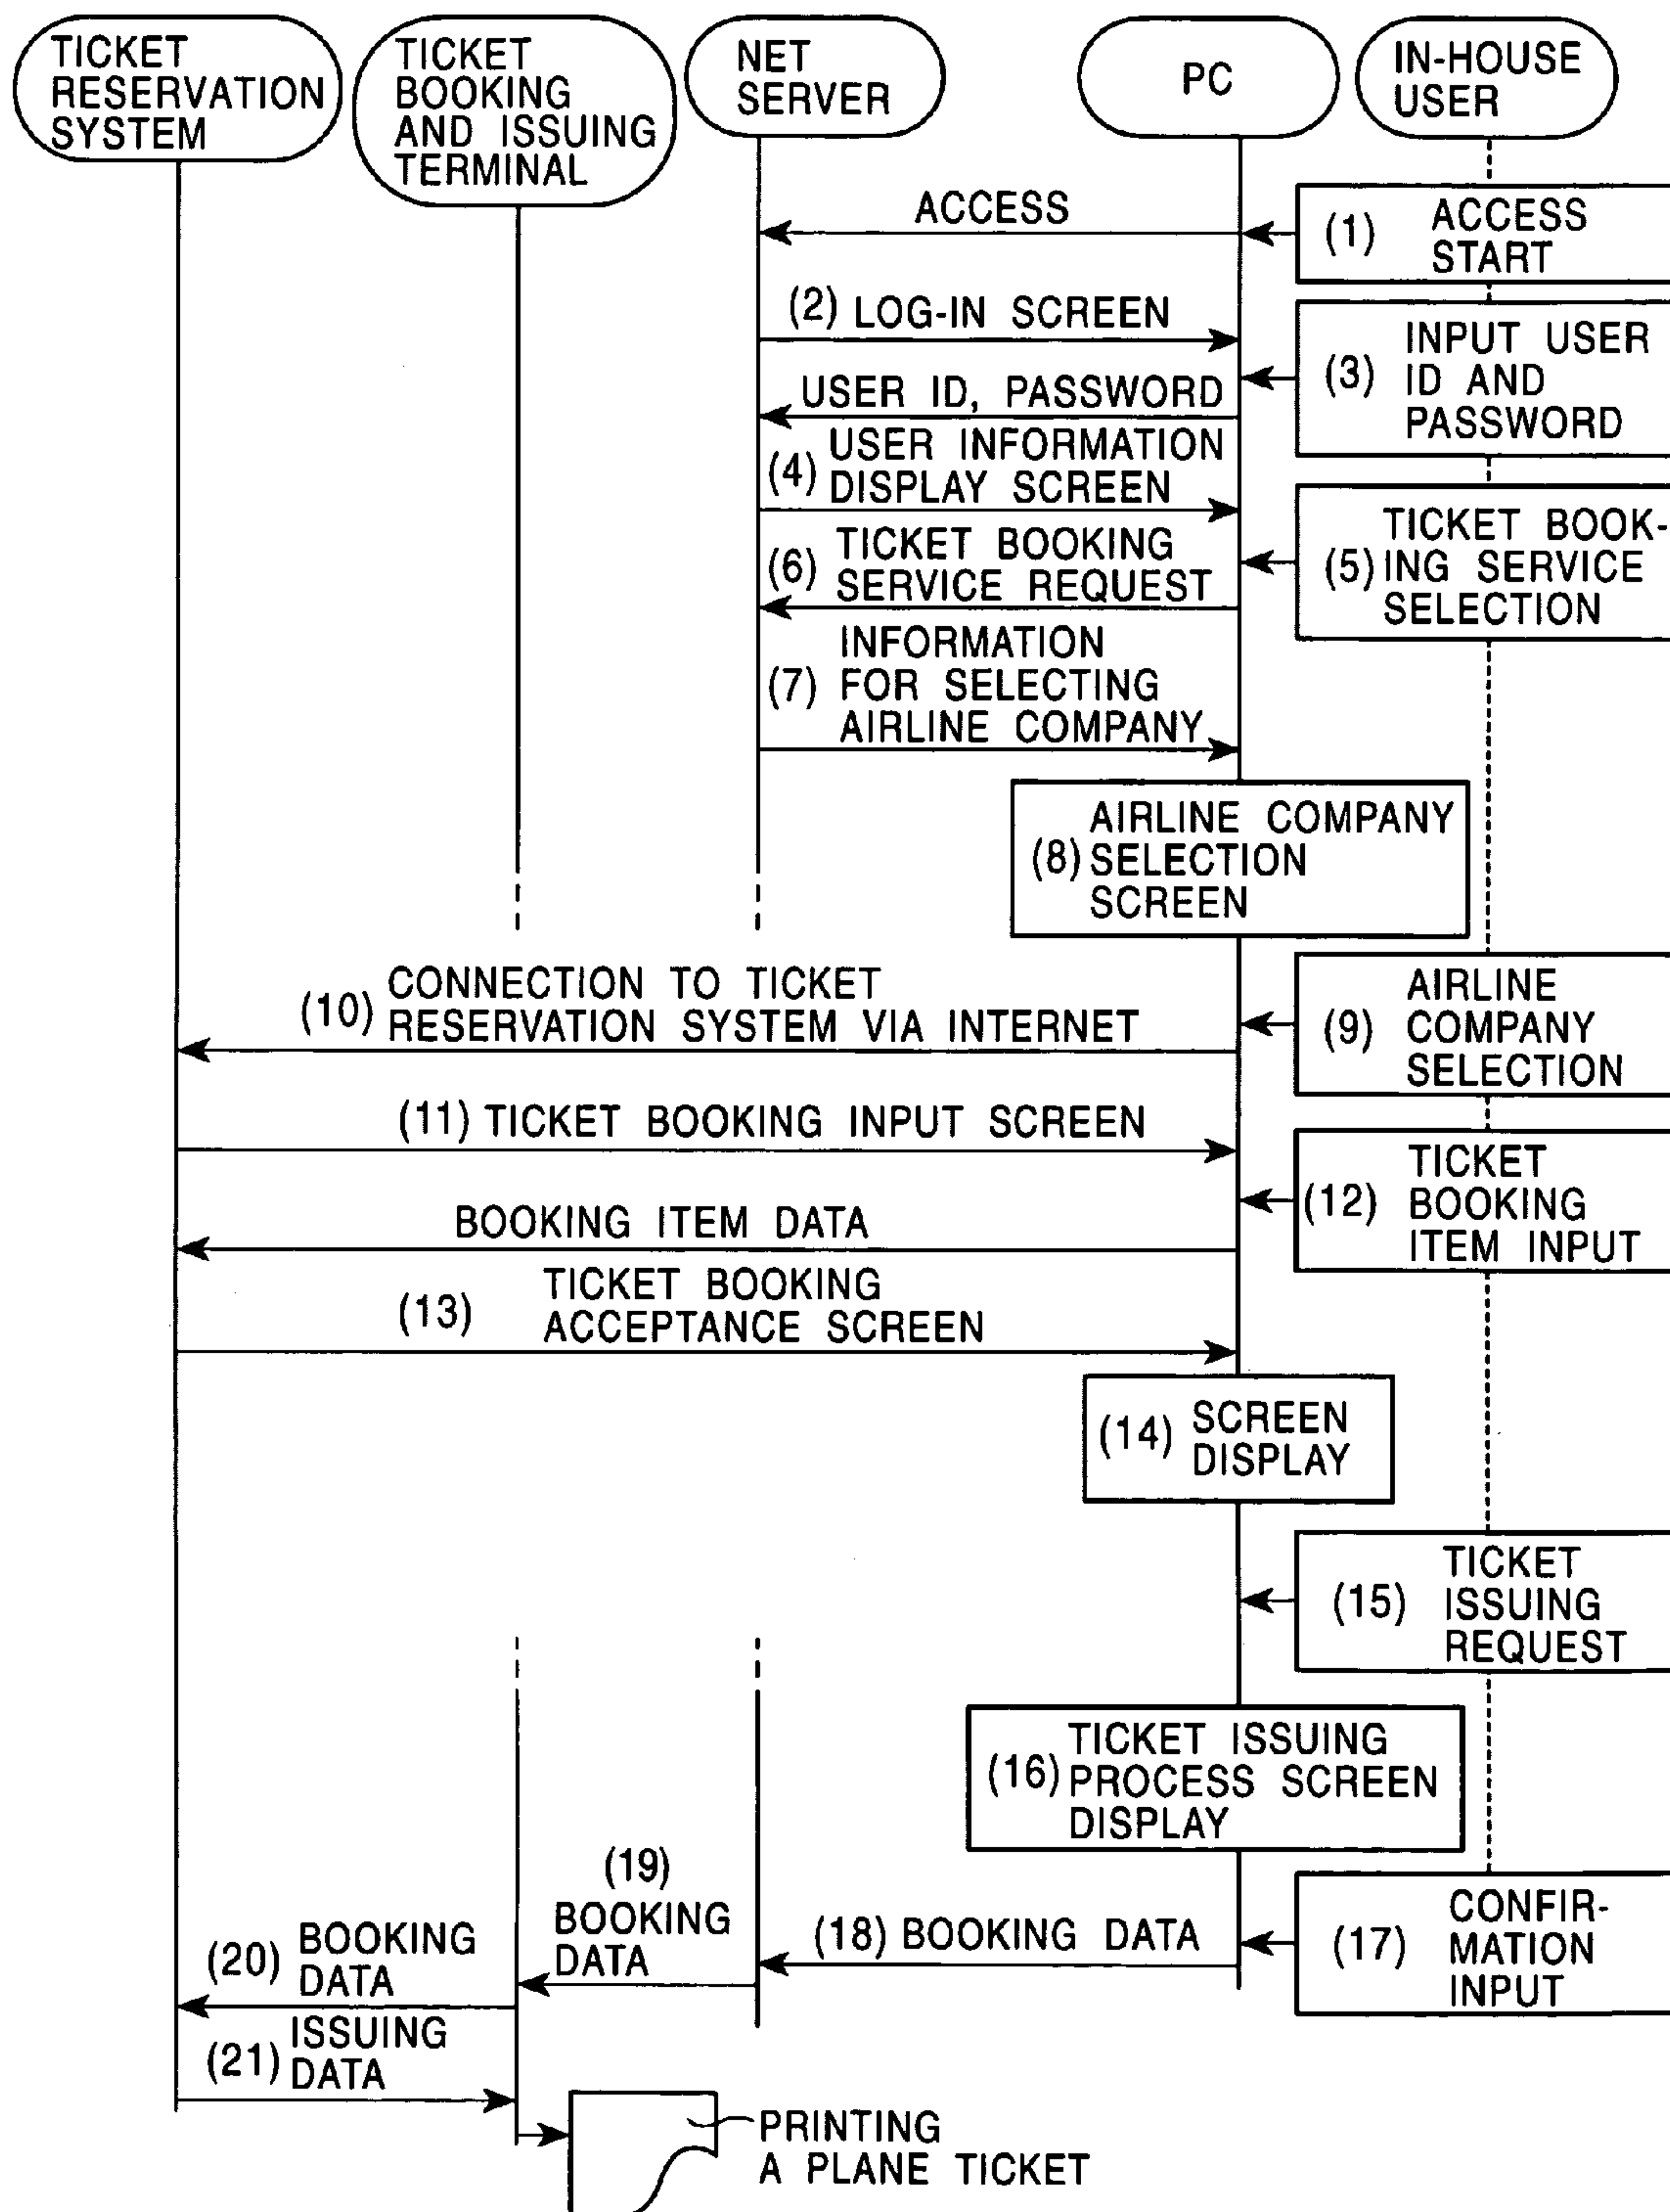 TICKET
RESERVATION
SYSTEM
TICKET
BOOKING
AND ISSUING
TERMINAL
NET
SERVER
PC
IN-HOUSE
USER
ACCESS
(1) ACCESS
START
(2) LOG-IN SCREEN
(3) INPUT USER
ID AND
PASSWORD
USER ID, PASSWORD
(4) USER INFORMATION
DISPLAY SCREEN
(5) TICKET BOOK-
ING SERVICE
SELECTION
(6) TICKET BOOKING
SERVICE REQUEST
(7) INFORMATION
FOR SELECTING
AIRLINE COMPANY
(8) AIRLINE COMPANY
SELECTION
SCREEN
(9) AIRLINE
COMPANY
SELECTION
(10) CONNECTION TO TICKET
RESERVATION SYSTEM VIA INTERNET
(11) TICKET BOOKING INPUT SCREEN
(12) TICKET
BOOKING
ITEM INPUT
BOOKING ITEM DATA
(13) TICKET BOOKING
ACCEPTANCE SCREEN
(14) SCREEN
DISPLAY
(15) TICKET
ISSUING
REQUEST
(16) TICKET ISSUING
PROCESS SCREEN
DISPLAY
(17) CONFIR-
MATION
INPUT
(18) BOOKING DATA
(19)
BOOKING
DATA
(20) BOOKING
DATA
(21) ISSUING
DATA
PRINTING
A PLANE TICKET